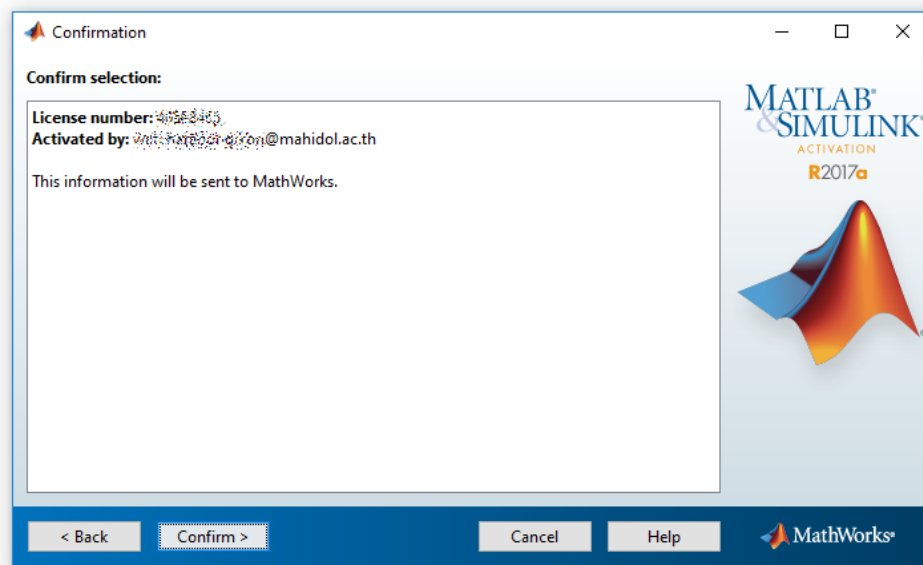 Confirmation
Confirm selection:
License number:
Activated by: @mahidol.ac.th
This information will be sent to MathWorks.
MATLAB®
&SIMULINK®
ACTIVATION
R2017a
< Back
Confirm >
Cancel
Help
MathWorks®